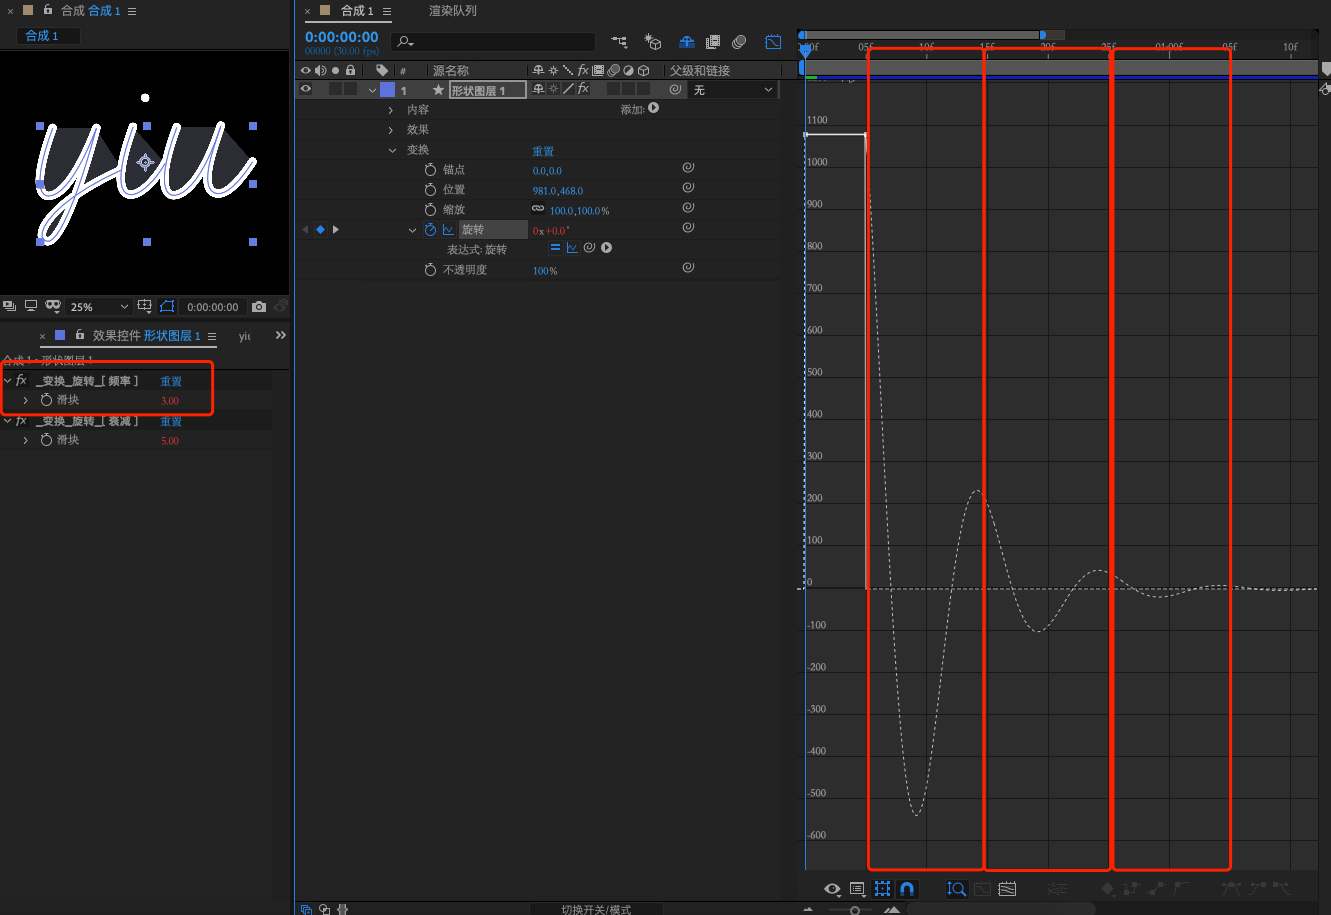 × 合成 合成 1 ☰
合成 1
yiu
25%
0:00:00:00
× 效果控件 形状图层 1 ☰ yiu »
合成 1 · 形状图层 1
fx _变换_旋转_[ 频率 ] 重置
滑块 3.00
fx _变换_旋转_[ 衰减 ] 重置
滑块 5.00
× 合成 1 ☰ 渲染队列
0:00:00:00
00000 (30.00 fps)
# 源名称 fx 父级和链接
1 ★ 形状图层 1 fx 无
内容 添加:
效果
变换 重置
锚点 0.0,0.0
位置 981.0,468.0
缩放 100.0,100.0%
旋转 0x+0.0°
表达式: 旋转
不透明度 100%
切换开关/模式
:00f 05f 10f 15f 20f 25f 01:00f 05f 10f
1100
1000
900
800
700
600
500
400
300
200
100
0
-100
-200
-300
-400
-500
-600